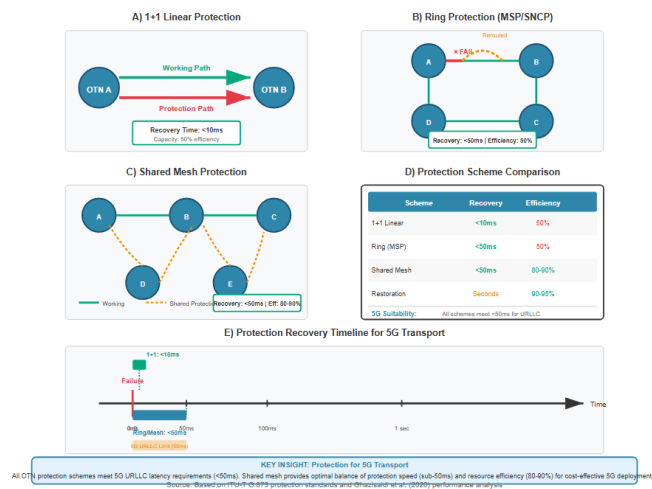 A) 1+1 Linear Protection
OTN A
OTN B
Working Path
Protection Path
Recovery Time: <10ms
Capacity: 50% efficiency
B) Ring Protection (MSP/SNCP)
Rerouted
× FAIL
A
B
D
C
Recovery: <50ms | Efficiency: 50%
C) Shared Mesh Protection
A
B
C
D
E
Working
Shared Protection
Recovery: <50ms | Eff: 80-90%
D) Protection Scheme Comparison
Scheme Recovery Efficiency
1+1 Linear <10ms 50%
Ring (MSP) <50ms 50%
Shared Mesh <50ms 80-90%
Restoration Seconds 90-95%
5G Suitability: All schemes meet <50ms for URLLC
E) Protection Recovery Timeline for 5G Transport
1+1: <10ms
Failure
Time
50ms
100ms
1 sec
Ring/Mesh: <50ms
5G URLLC Limit (50ms)
KEY INSIGHT: Protection for 5G Transport
All OTN protection schemes meet 5G URLLC latency requirements (<50ms). Shared mesh provides optimal balance of protection speed (sub-50ms) and resource efficiency (80-90%) for cost-effective 5G deployment
Source: Based on ITU-T G.873 protection standards and Ghazisaidi et al. (2020) performance analysis